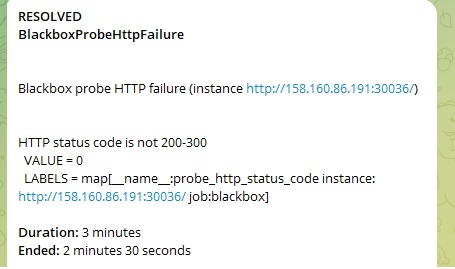 RESOLVED
BlackboxProbeHttpFailure
Blackbox probe HTTP failure (instance http://158.160.86.191:30036/)
HTTP status code is not 200-300
VALUE = 0
LABELS = map[__name__:probe_http_status_code instance:
http://158.160.86.191:30036/ job:blackbox]
Duration: 3 minutes
Ended: 2 minutes 30 seconds